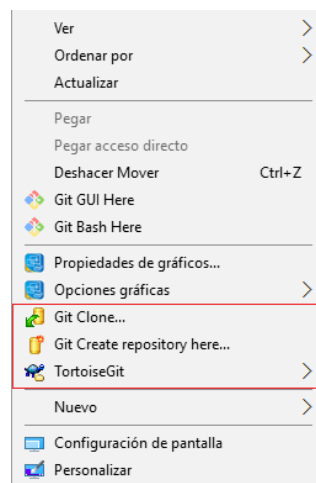 Ver
Ordenar por
Actualizar
Pegar
Pegar acceso directo
Deshacer Mover Ctrl+Z
Git GUI Here
Git Bash Here
Propiedades de gráficos...
Opciones gráficas
Git Clone...
Git Create repository here...
TortoiseGit
Nuevo
Configuración de pantalla
Personalizar